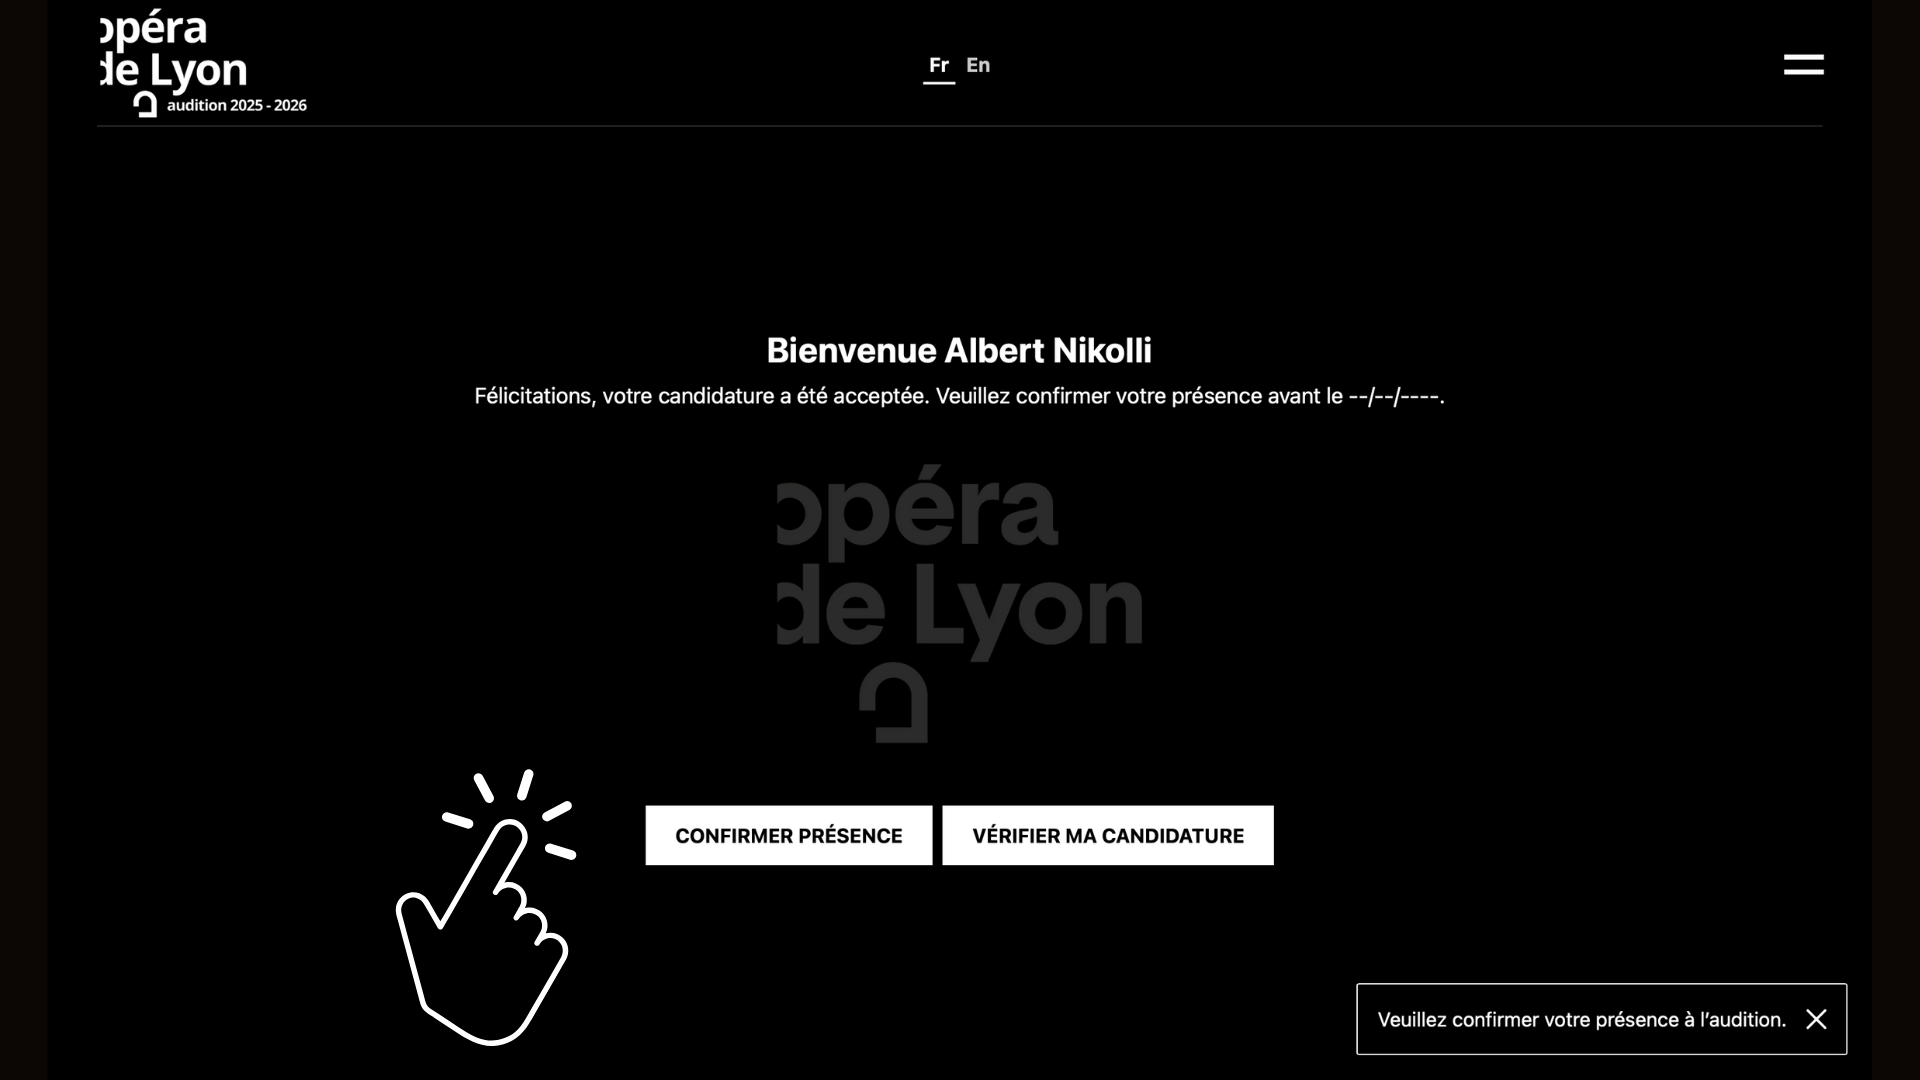 opéra
de Lyon
audition 2025 - 2026
Fr En
Bienvenue Albert Nikolli
Félicitations, votre candidature a été acceptée. Veuillez confirmer votre présence avant le --/--/----.
opéra
de Lyon
CONFIRMER PRÉSENCE
VÉRIFIER MA CANDIDATURE
Veuillez confirmer votre présence à l’audition.